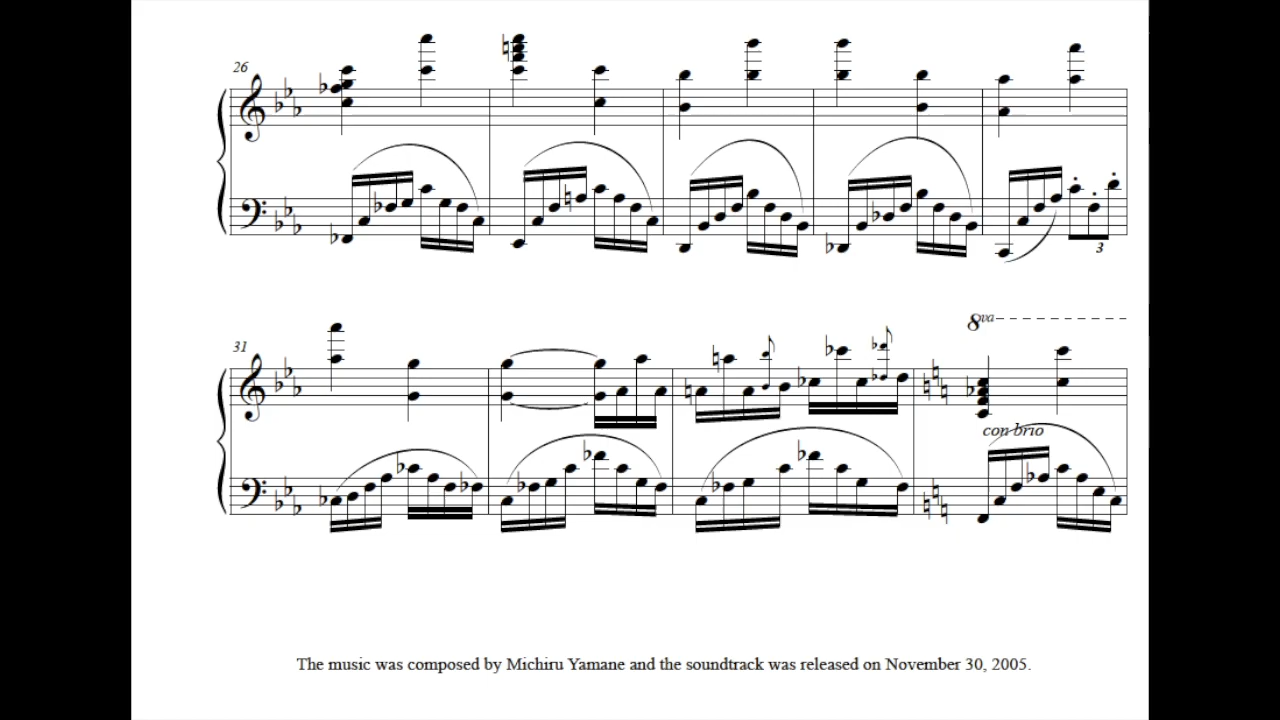 26
3
31
8va
con brio
The music was composed by Michiru Yamane and the soundtrack was released on November 30, 2005.